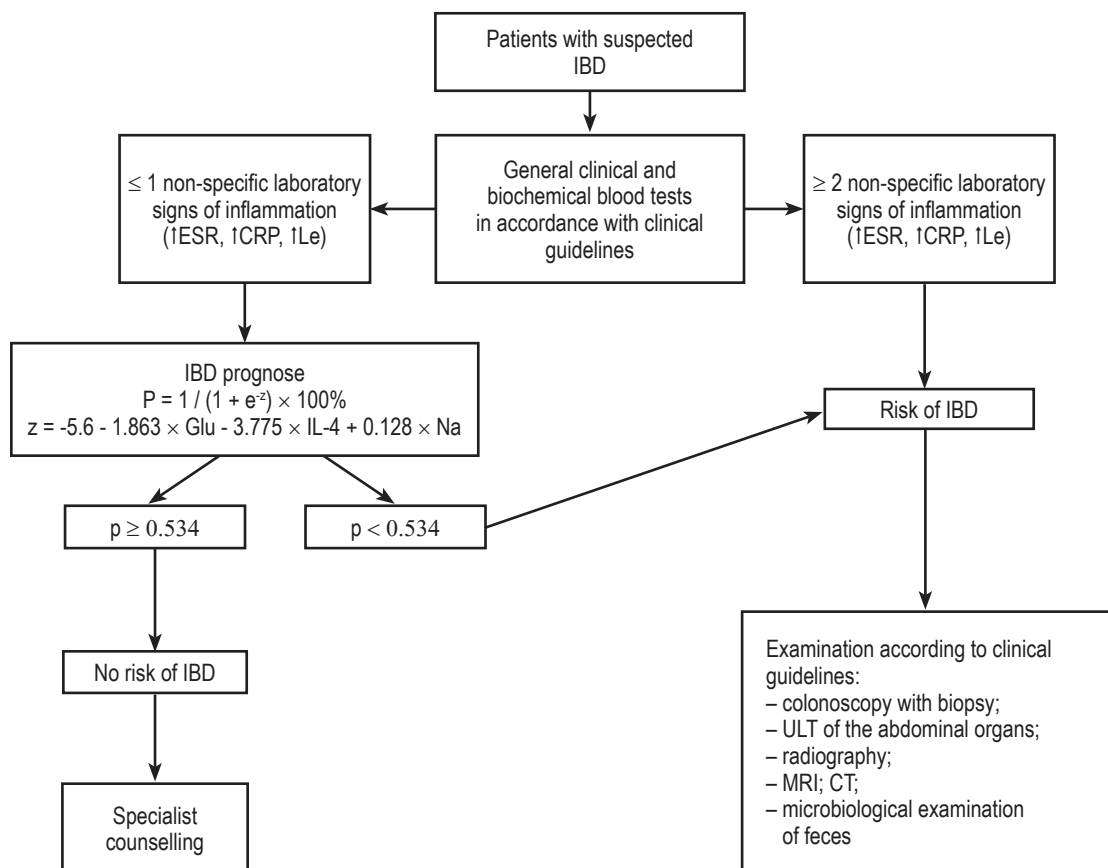 Patients with suspected
IBD
≤ 1 non-specific laboratory
signs of inflammation
(↑ESR, ↑CRP, ↑Le)
General clinical and
biochemical blood tests
in accordance with clinical
guidelines
≥ 2 non-specific laboratory
signs of inflammation
(↑ESR, ↑CRP, ↑Le)
IBD prognose
P = 1 / (1 + e⁻ᶻ) × 100%
z = -5.6 - 1.863 × Glu - 3.775 × IL-4 + 0.128 × Na
Risk of IBD
p ≥ 0.534
p < 0.534
No risk of IBD
Specialist
counselling
Examination according to clinical
guidelines:
– colonoscopy with biopsy;
– ULT of the abdominal organs;
– radiography;
– MRI; CT;
– microbiological examination
of feces